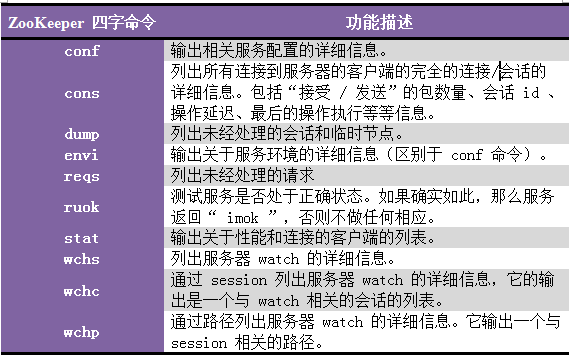 ZooKeeper 四字命令 功能描述
conf 输出相关服务配置的详细信息。
cons 列出所有连接到服务器的客户端的完全的连接/会话的
详细信息。包括“接受 / 发送”的包数量、会话 id 、
操作延迟、最后的操作执行等等信息。
dump 列出未经处理的会话和临时节点。
envi 输出关于服务环境的详细信息（区别于 conf 命令）。
reqs 列出未经处理的请求
ruok 测试服务是否处于正确状态。如果确实如此，那么服务
返回“ imok ”，否则不做任何相应。
stat 输出关于性能和连接的客户端的列表。
wchs 列出服务器 watch 的详细信息。
wchc 通过 session 列出服务器 watch 的详细信息，它的输
出是一个与 watch 相关的会话的列表。
wchp 通过路径列出服务器 watch 的详细信息。它输出一个与
session 相关的路径。